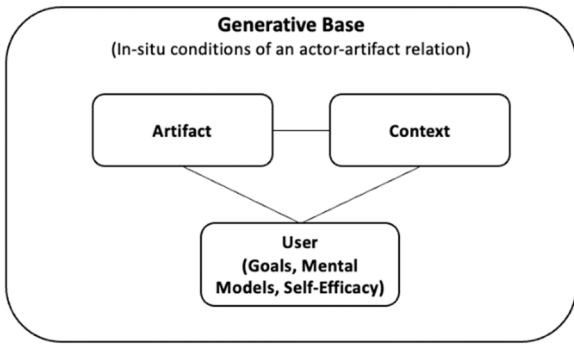 Generative Base
(In-situ conditions of an actor-artifact relation)
Artifact
Context
User
(Goals, Mental
Models, Self-Efficacy)